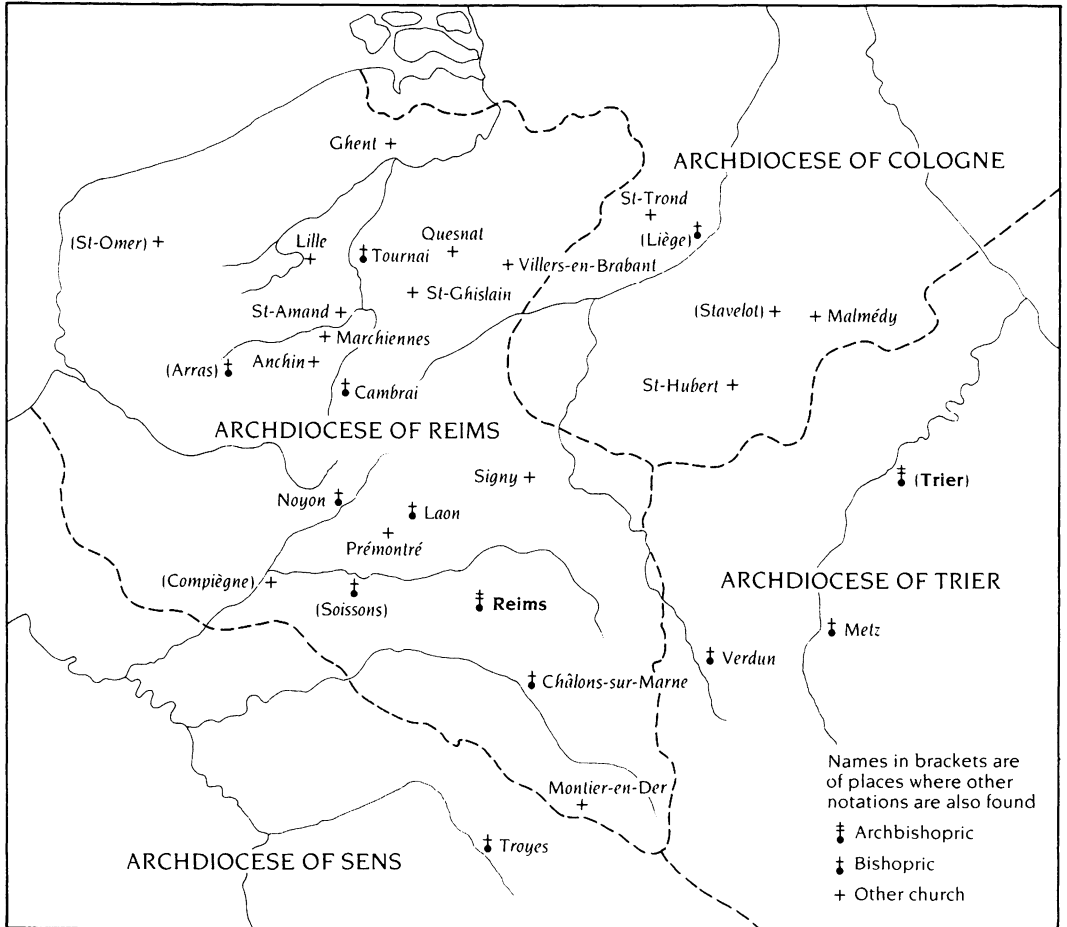 Ghent
ARCHDIOCESE OF COLOGNE
St-Trond
(St-Omer)
Lille
Quesnat
(Liège)
Tournai
Villers-en-Brabant
St-Ghislain
St-Amand
(Stavelot)
Malmédy
Marchiennes
(Arras)
Anchin
Cambrai
St-Hubert
ARCHDIOCESE OF REIMS
Signy
(Trier)
Noyon
Laon
Prémontré
(Compiègne)
ARCHDIOCESE OF TRIER
(Soissons)
Reims
Metz
Verdun
Châlons-sur-Marne
Montier-en-Der
Troyes
ARCHDIOCESE OF SENS
Names in brackets are
of places where other
notations are also found
Archbishopric
Bishopric
Other church